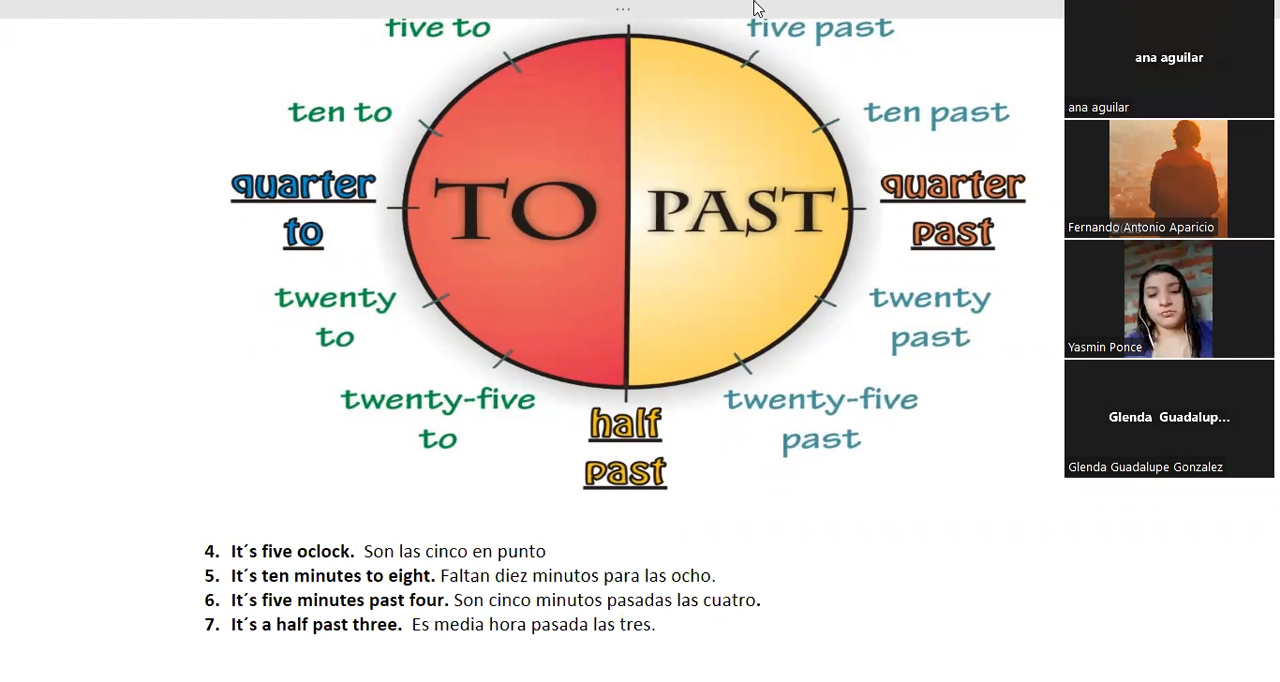 ...
five to
five past
ten to
ten past
quarter
to
TO
PAST
quarter
past
twenty
to
twenty
past
twenty-five
to
half
past
twenty-five
past
4. It´s five oclock. Son las cinco en punto
5. It´s ten minutes to eight. Faltan diez minutos para las ocho.
6. It´s five minutes past four. Son cinco minutos pasadas las cuatro.
7. It´s a half past three. Es media hora pasada las tres.
ana aguilar
ana aguilar
Fernando Antonio Aparicio
Yasmin Ponce
Glenda Guadalup...
Glenda Guadalupe Gonzalez